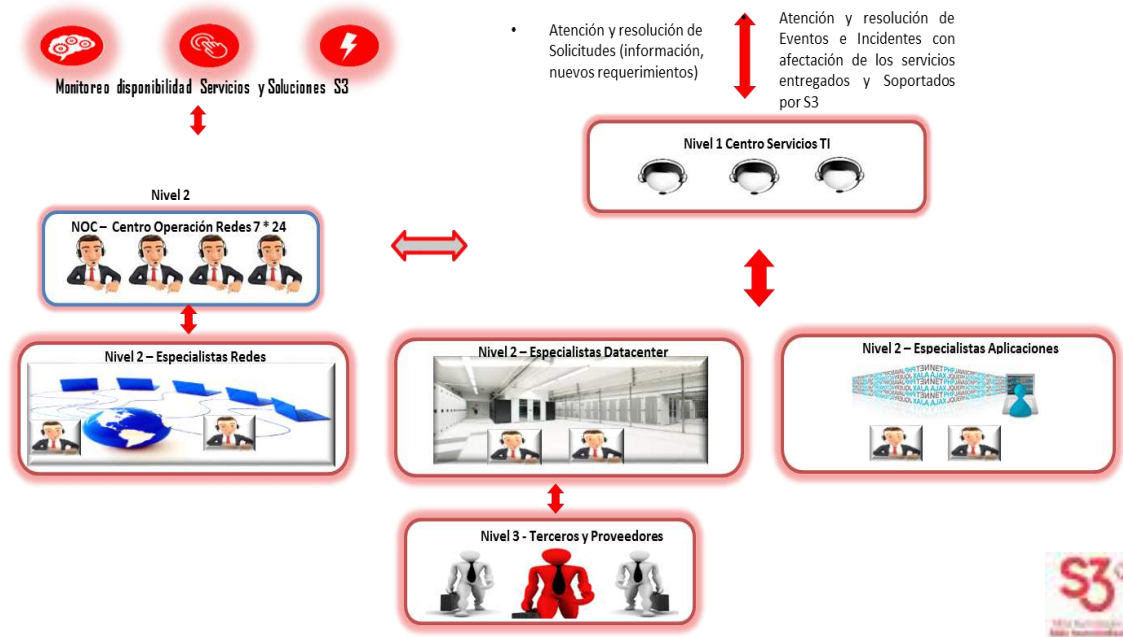 Monitoreo disponibilidad Servicios y Soluciones S3
• Atención y resolución de
Solicitudes (información,
nuevos requerimientos)
• Atención y resolución de
Eventos e Incidentes con
afectación de los servicios
entregados y Soportados
por S3
Nivel 1 Centro Servicios TI
Nivel 2
NOC – Centro Operación Redes 7 * 24
Nivel 2 – Especialistas Redes
Nivel 2 – Especialistas Datacenter
Nivel 2 – Especialistas Aplicaciones
Nivel 3 - Terceros y Proveedores
S3